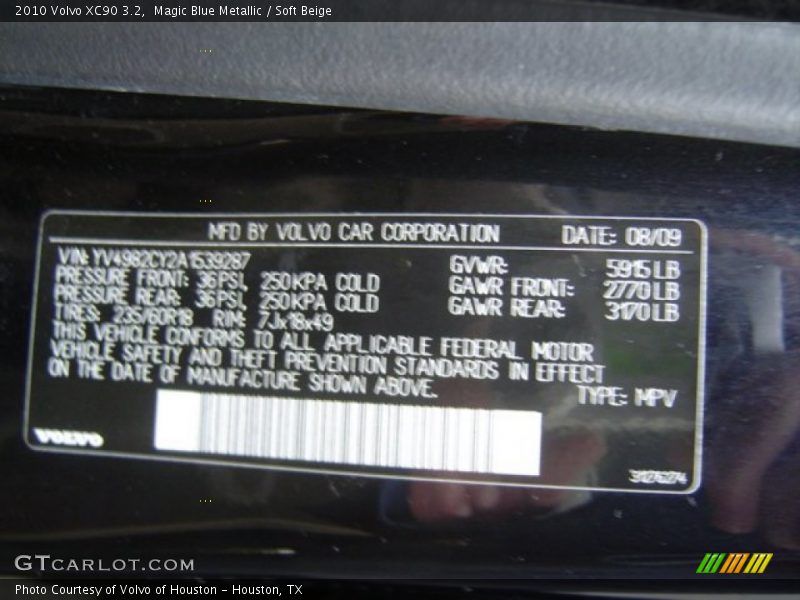 2010 Volvo XC90 3.2,  Magic Blue Metallic / Soft Beige
MFD BY VOLVO CAR CORPORATION DATE: 08/09
VIN: YV4982CY2A1539287 GVWR: 5915 LB
PRESSURE FRONT: 36 PSI, 250 KPA COLD GAWR FRONT: 2770 LB
PRESSURE REAR: 36 PSI, 250 KPA COLD GAWR REAR: 3170 LB
TIRES: 235/60R18 RIM: 7Jx18x49
THIS VEHICLE CONFORMS TO ALL APPLICABLE FEDERAL MOTOR
VEHICLE SAFETY AND THEFT PREVENTION STANDARDS IN EFFECT
ON THE DATE OF MANUFACTURE SHOWN ABOVE.
TYPE: MPV
VOLVO
GTCARLOT.COM
Photo Courtesy of Volvo of Houston - Houston, TX